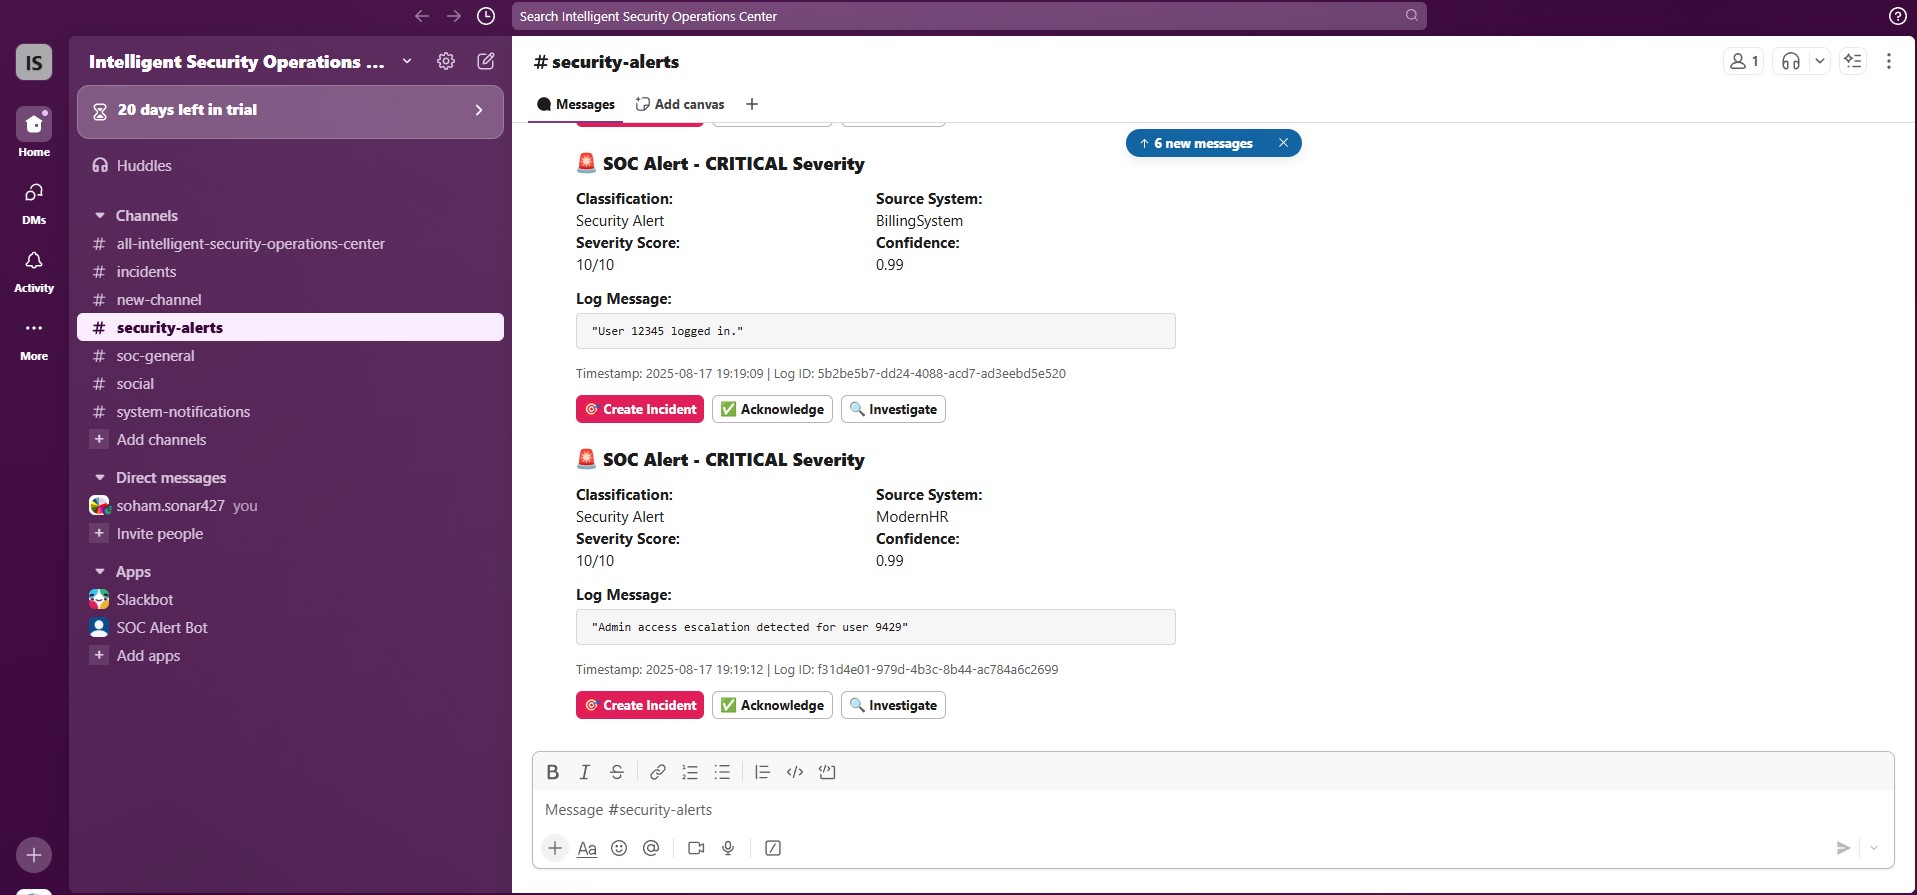 Search Intelligent Security Operations Center
IS
Home
DMs
Activity
More
Intelligent Security Operations ...
20 days left in trial
Huddles
Channels
# all-intelligent-security-operations-center
# incidents
# new-channel
# security-alerts
# soc-general
# social
# system-notifications
+ Add channels
Direct messages
soham.sonar427 you
+ Invite people
Apps
Slackbot
SOC Alert Bot
+ Add apps
# security-alerts
1
Messages
Add canvas
+
↑ 6 new messages ×
SOC Alert - CRITICAL Severity
Classification: Source System:
Security Alert BillingSystem
Severity Score: Confidence:
10/10 0.99
Log Message:
"User 12345 logged in."
Timestamp: 2025-08-17 19:19:09 | Log ID: 5b2be5b7-dd24-4088-acd7-ad3eebd5e520
Create Incident Acknowledge Investigate
SOC Alert - CRITICAL Severity
Classification: Source System:
Security Alert ModernHR
Severity Score: Confidence:
10/10 0.99
Log Message:
"Admin access escalation detected for user 9429"
Timestamp: 2025-08-17 19:19:12 | Log ID: f31d4e01-979d-4b3c-8b44-ac784a6c2699
Create Incident Acknowledge Investigate
B I S
Message #security-alerts
+ Aa @